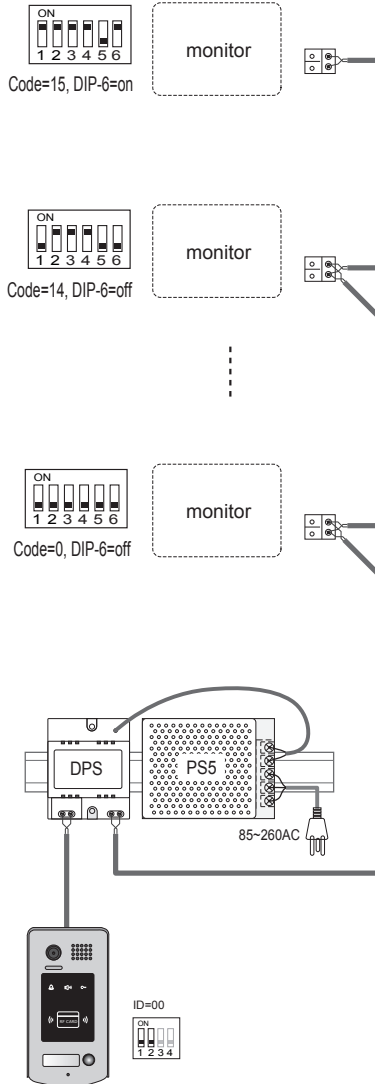 ON
1 2 3 4 5 6
monitor
Code=15, DIP-6=on
ON
1 2 3 4 5 6
monitor
Code=14, DIP-6=off
ON
1 2 3 4 5 6
monitor
Code=0, DIP-6=off
DPS
PS5
85~260AC
RF CARD
ID=00
ON
1 2 3 4